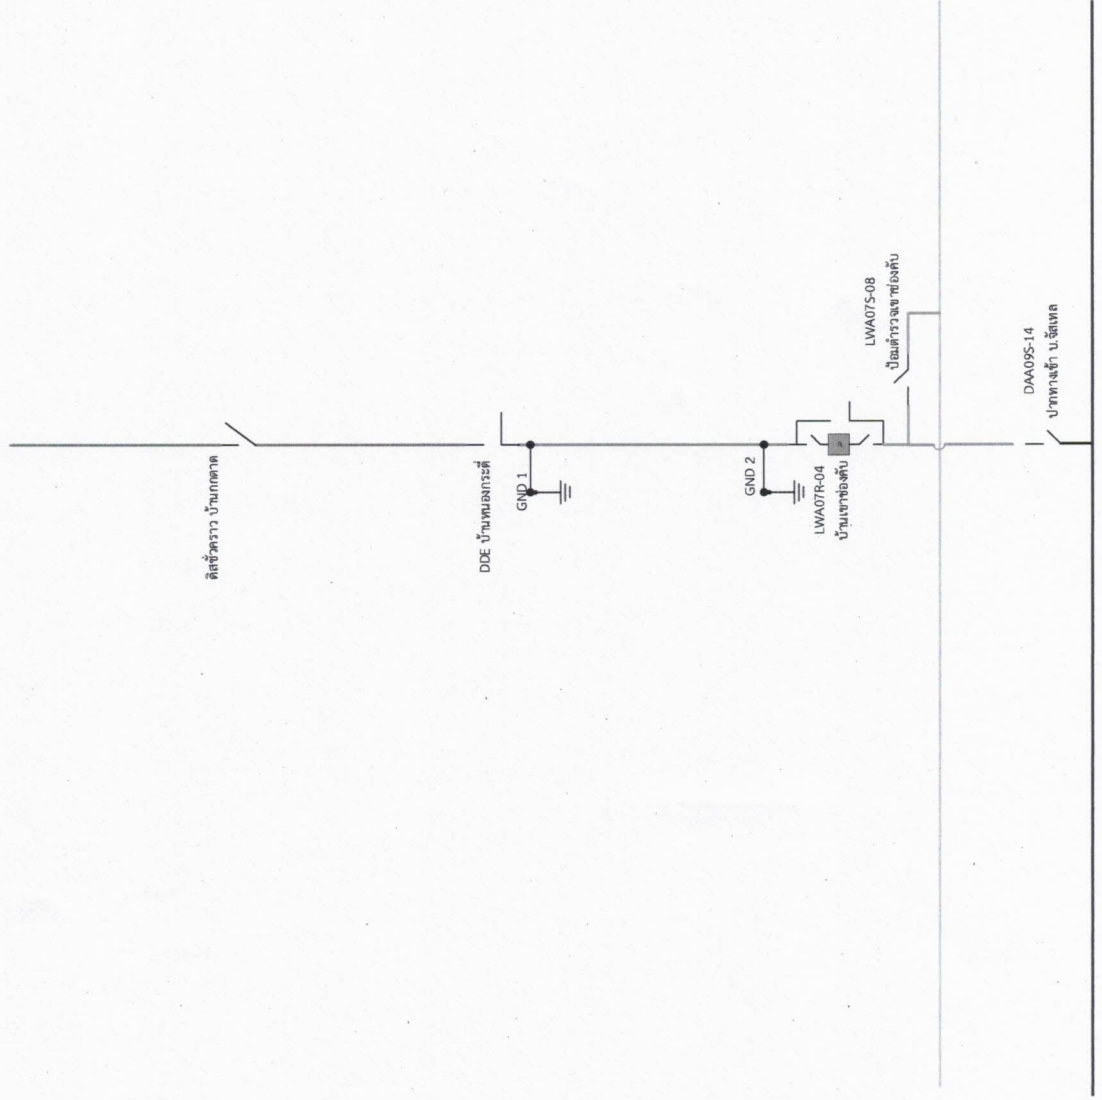 ดิสชั่วคราว บ้านกกตาด
DDE บ้านหนองกระดี่
GND 1
GND 2
LWA07R-04
บ้านเขาช่องคับ
LWA07S-08
ป้อมตำรวจเขาช่องคับ
DAA09S-14
ปากทางเข้า บ.จัสเทล